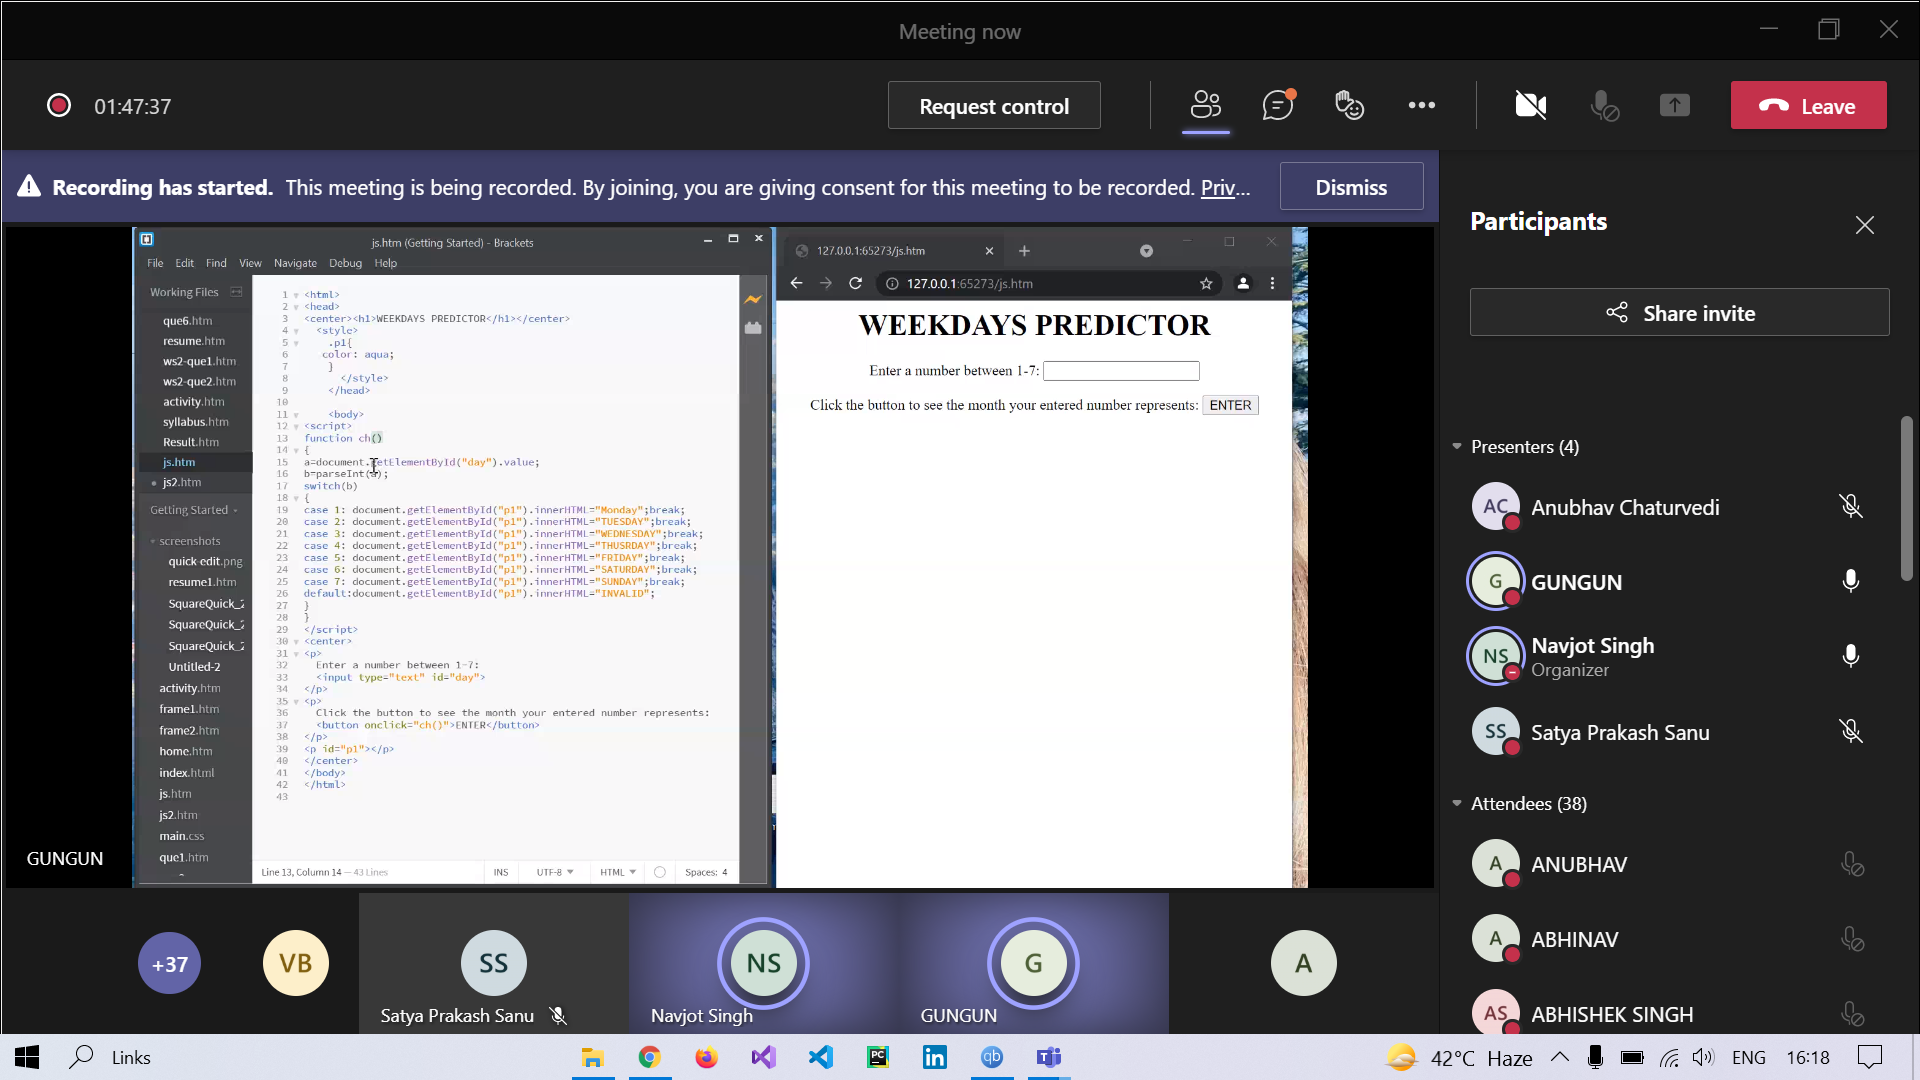 Meeting now
01:47:37
Request control
Leave
Recording has started. This meeting is being recorded. By joining, you are giving consent for this meeting to be recorded. Priv...
Dismiss
js.htm (Getting Started) - Brackets
File Edit Find View Navigate Debug Help
Working Files
que6.htm
resume.htm
ws2-que1.htm
ws2-que2.htm
activity.htm
syllabus.htm
Result.htm
js.htm
js2.htm
Getting Started
screenshots
quick-edit.png
resume1.htm
SquareQuick_2
SquareQuick_2
SquareQuick_2
Untitled-2
activity.htm
frame1.htm
frame2.htm
home.htm
index.html
js.htm
js2.htm
main.css
que1.htm
1 <html>
2 <head>
3 <center><h1>WEEKDAYS PREDICTOR</h1></center>
4 <style>
5 .p1{
6 color: aqua;
7 }
8 </style>
9 </head>
10
11 <body>
12 <script>
13 function ch()
14 {
15 a=document.getElementById("day").value;
16 b=parseInt(a);
17 switch(b)
18 {
19 case 1: document.getElementById("p1").innerHTML="Monday";break;
20 case 2: document.getElementById("p1").innerHTML="TUESDAY";break;
21 case 3: document.getElementById("p1").innerHTML="WEDNESDAY";break;
22 case 4: document.getElementById("p1").innerHTML="THUSRDAY";break;
23 case 5: document.getElementById("p1").innerHTML="FRIDAY";break;
24 case 6: document.getElementById("p1").innerHTML="SATURDAY";break;
25 case 7: document.getElementById("p1").innerHTML="SUNDAY";break;
26 default:document.getElementById("p1").innerHTML="INVALID";
27 }
28 }
29 </script>
30 <center>
31 <p>
32 Enter a number between 1-7:
33 <input type="text" id="day">
34 </p>
35 <p>
36 Click the button to see the month your entered number represents:
37 <button onclick="ch()">ENTER</button>
38 </p>
39 <p id="p1"></p>
40 </center>
41 </body>
42 </html>
43
Line 13, Column 14 — 43 Lines
INS UTF-8 HTML Spaces: 4
127.0.0.1:65273/js.htm
127.0.0.1:65273/js.htm
WEEKDAYS PREDICTOR
Enter a number between 1-7:
Click the button to see the month your entered number represents: ENTER
GUNGUN
Participants
Share invite
Presenters (4)
AC Anubhav Chaturvedi
G GUNGUN
NS Navjot Singh
Organizer
SS Satya Prakash Sanu
Attendees (38)
A ANUBHAV
A ABHINAV
AS ABHISHEK SINGH
+37
VB
SS
Satya Prakash Sanu
NS
Navjot Singh
G
GUNGUN
A
Links
PC
in
qb
42°C Haze
ENG
16:18